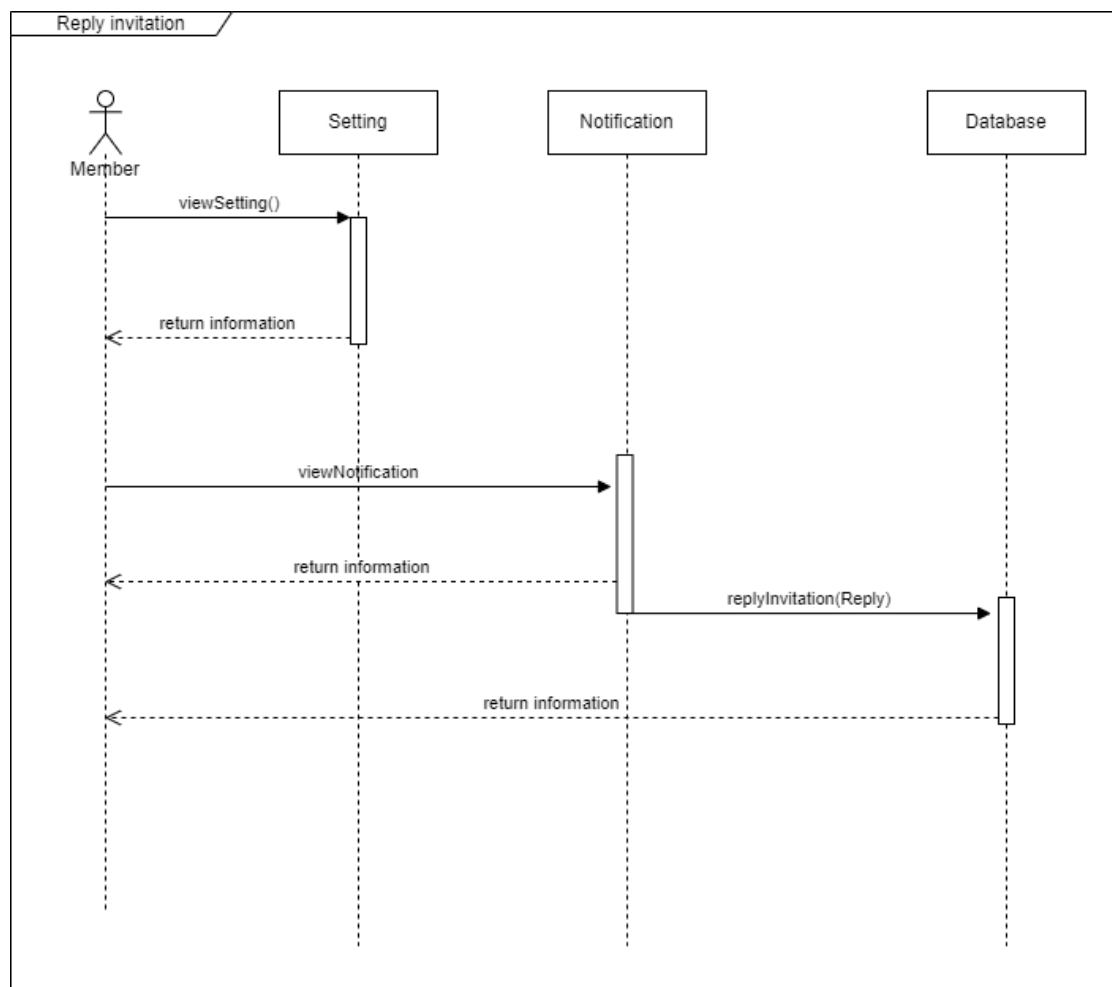 Reply invitation
Setting
Notification
Database
Member
viewSetting()
return information
viewNotification
return information
replyInvitation(Reply)
return information